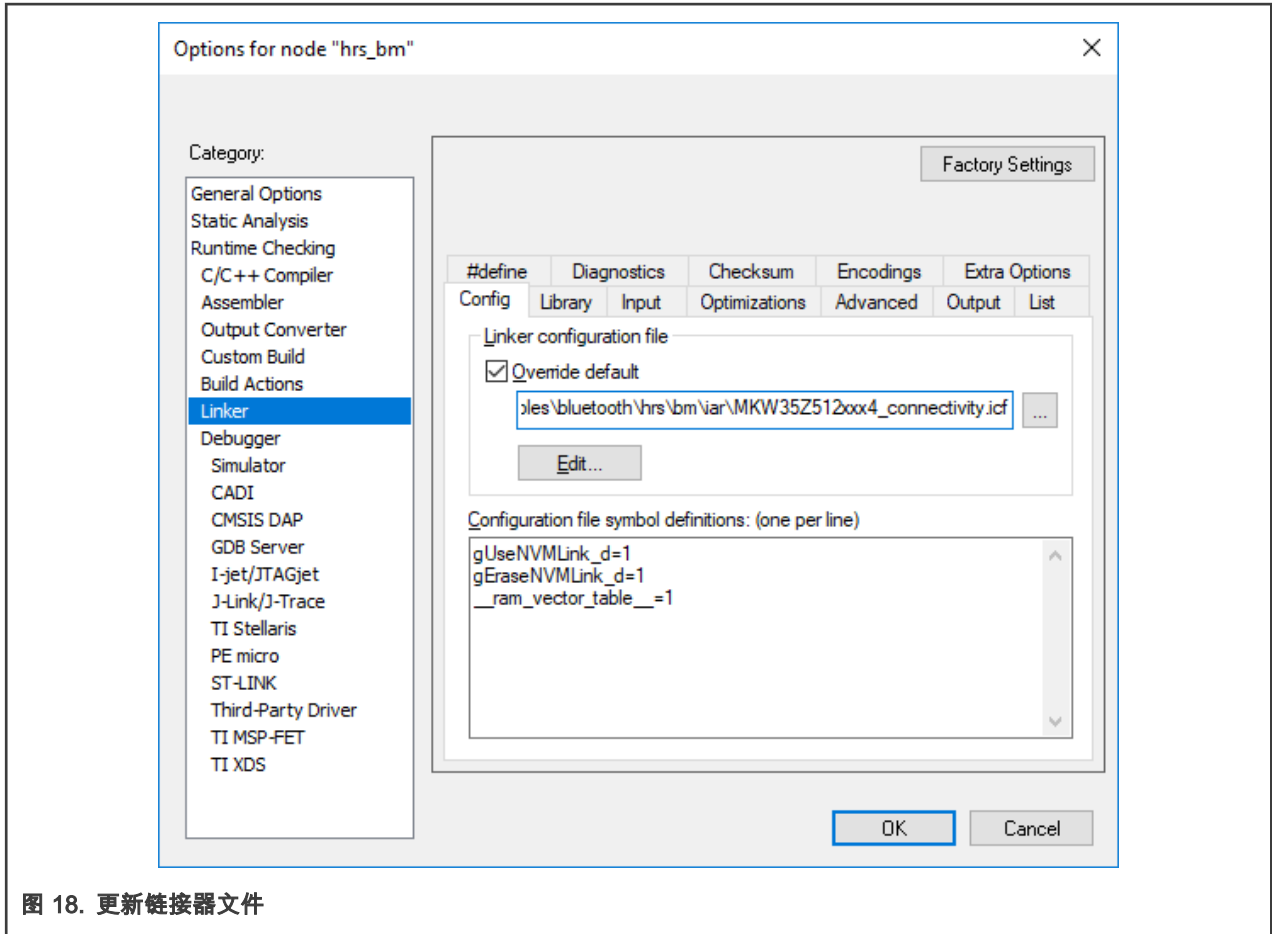 Options for node "hrs_bm"
Category:
General Options
Static Analysis
Runtime Checking
C/C++ Compiler
Assembler
Output Converter
Custom Build
Build Actions
Linker
Debugger
Simulator
CADI
CMSIS DAP
GDB Server
I-jet/JTAGjet
J-Link/J-Trace
TI Stellaris
PE micro
ST-LINK
Third-Party Driver
TI MSP-FET
TI XDS
Factory Settings
#define Diagnostics Checksum Encodings Extra Options
Config Library Input Optimizations Advanced Output List
Linker configuration file
Override default
les\bluetooth\hrs\bm\iar\MKW35Z512xxx4_connectivity.icf ...
Edit...
Configuration file symbol definitions: (one per line)
gUseNVMLink_d=1
gEraseNVMLink_d=1
__ram_vector_table__=1
OK Cancel
图 18. 更新链接器文件